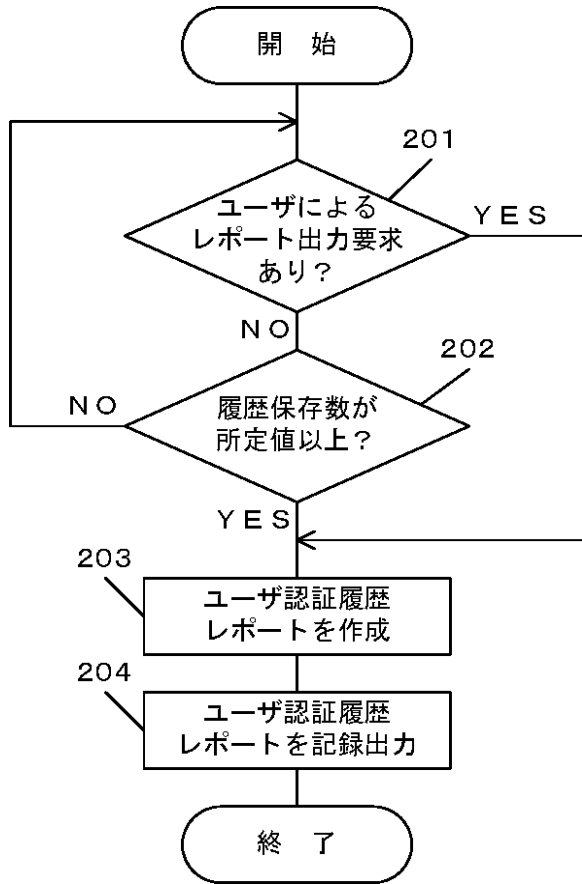 開　始
201
ユーザによる
レポート出力要求
あり？
YES
NO
202
履歴保存数が
所定値以上？
NO
YES
203
ユーザ認証履歴
レポートを作成
204
ユーザ認証履歴
レポートを記録出力
終　了